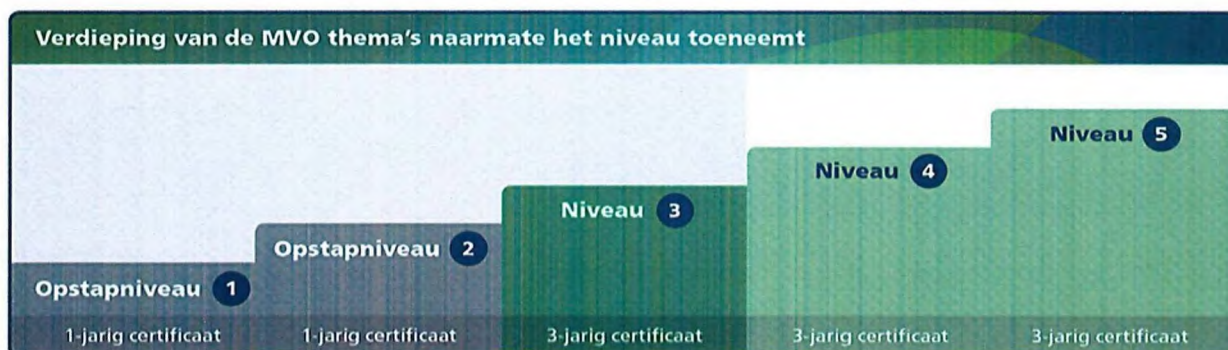 Verdieping van de MVO thema's naarmate het niveau toeneemt
Niveau 5
Niveau 4
Niveau 3
Opstapniveau 2
Opstapniveau 1
1-jarig certificaat
1-jarig certificaat
3-jarig certificaat
3-jarig certificaat
3-jarig certificaat